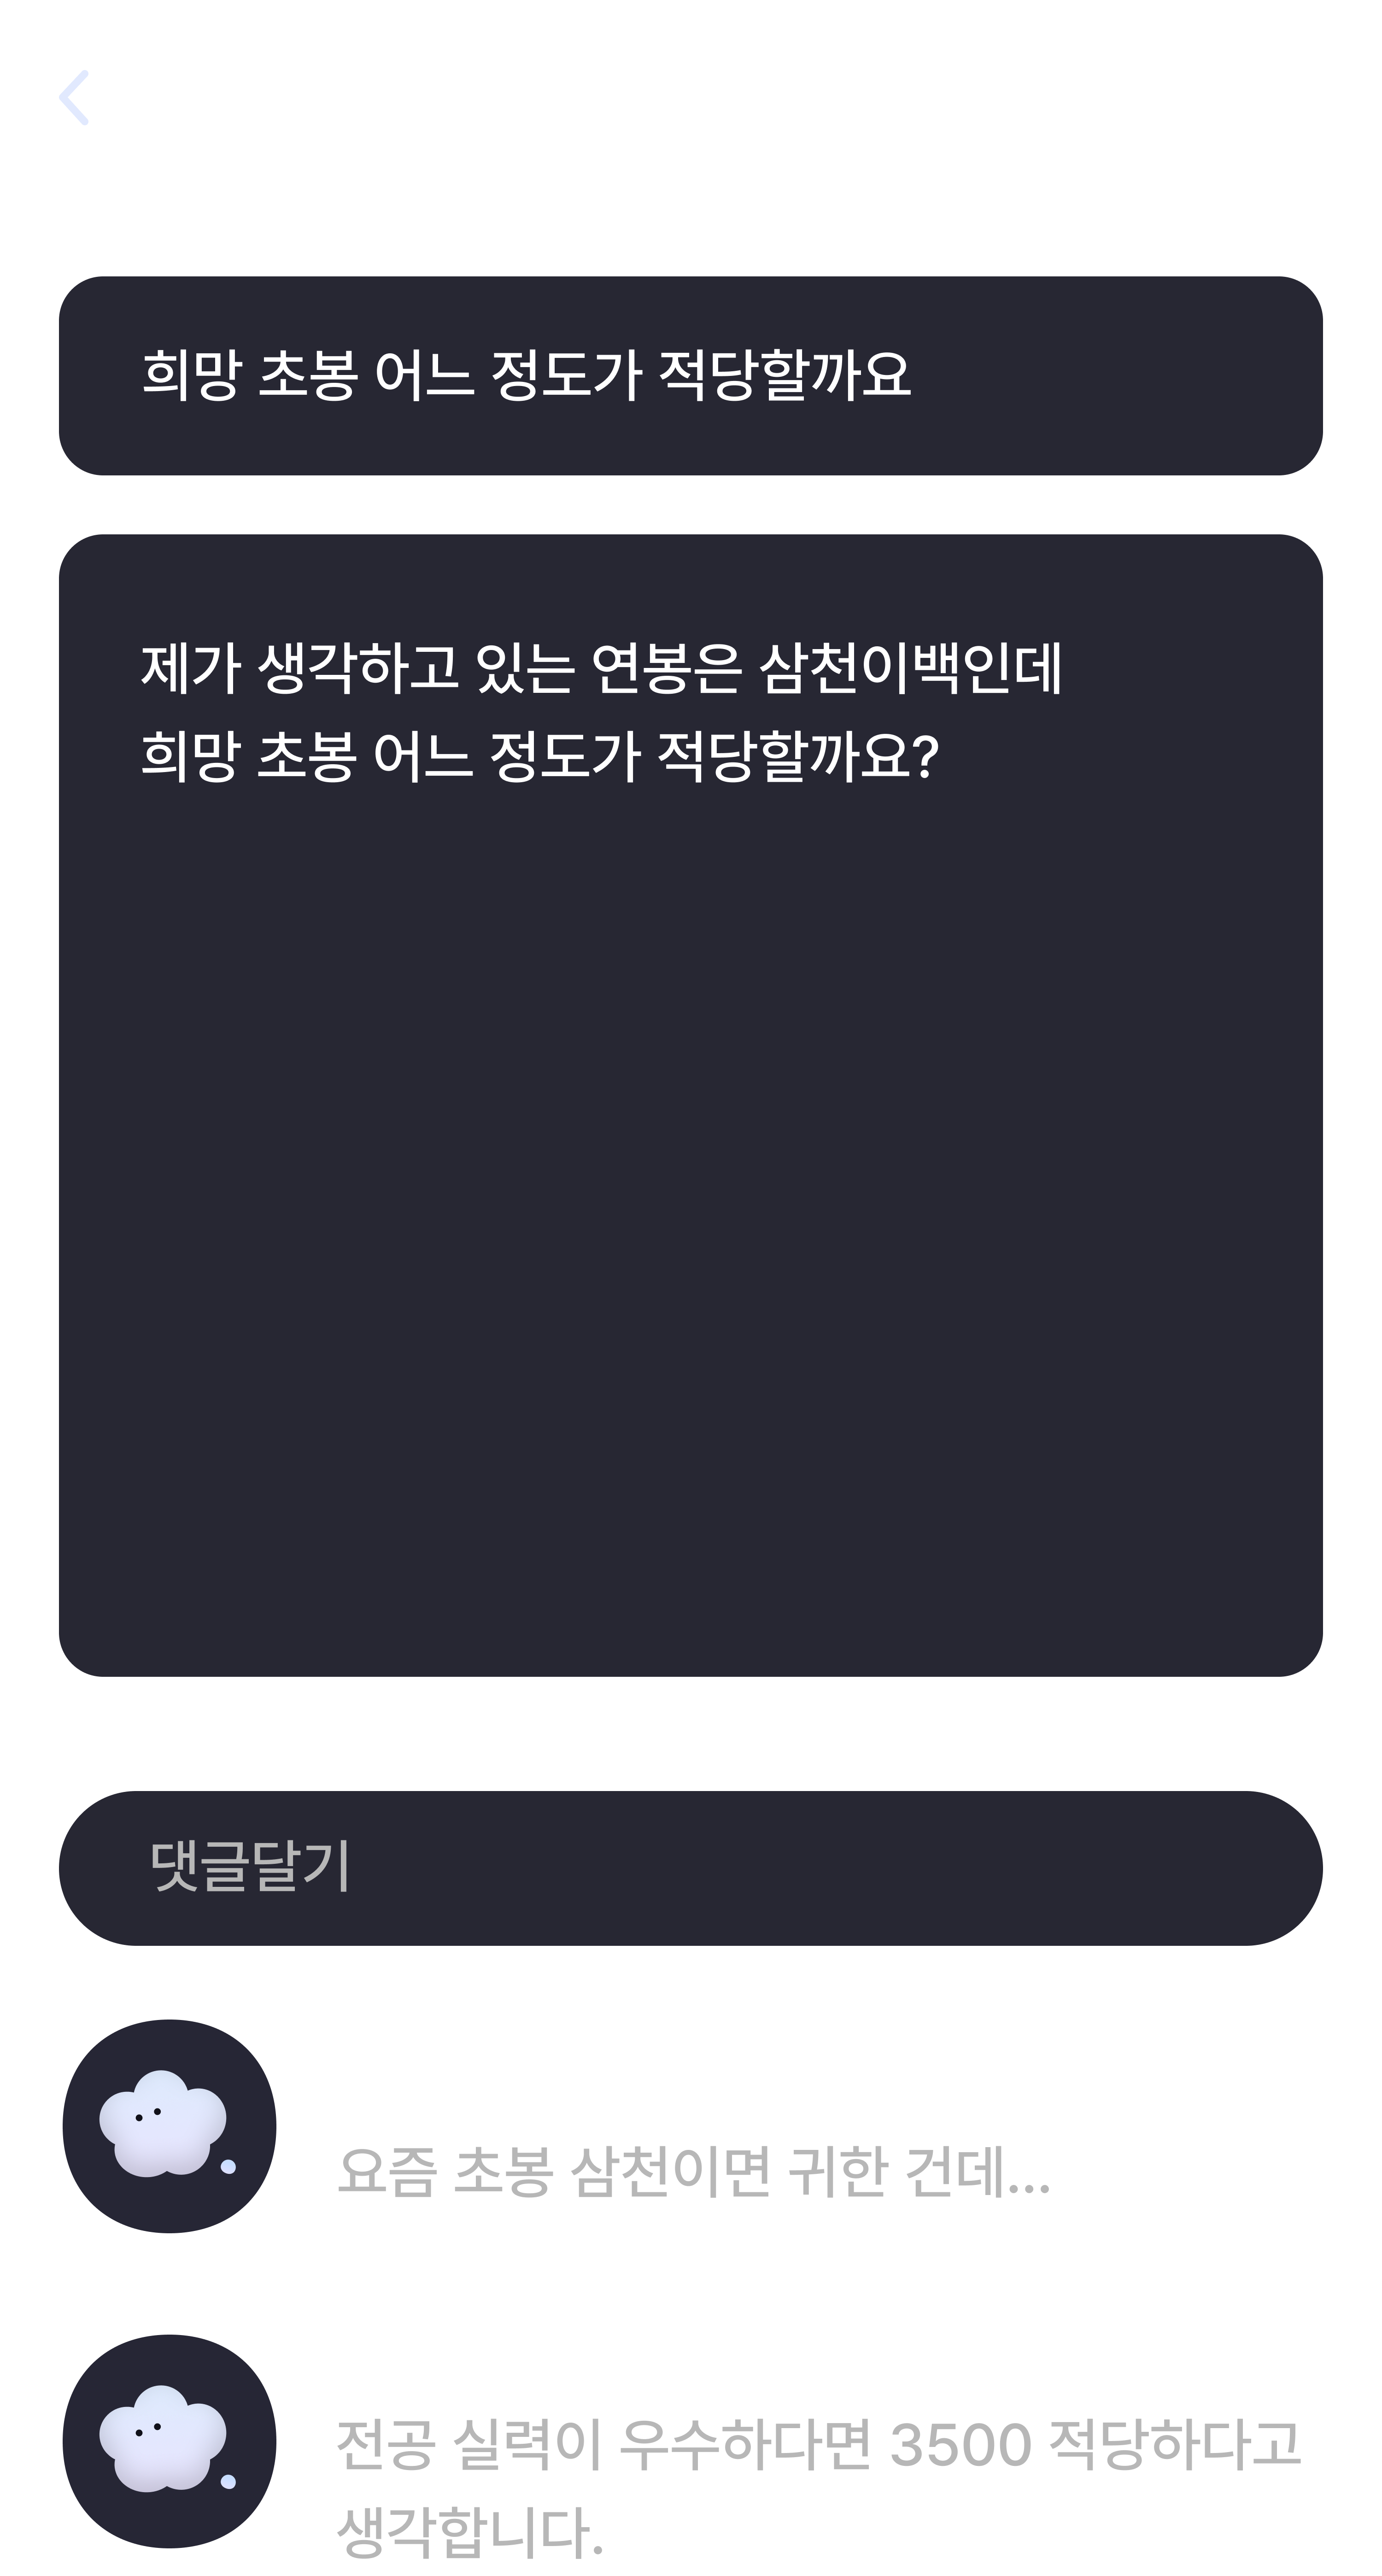 희망 초봉 어느 정도가 적당할까요
제가 생각하고 있는 연봉은 삼천이백인데
희망 초봉 어느 정도가 적당할까요?
댓글달기
요즘 초봉 삼천이면 귀한 건데...
전공 실력이 우수하다면 3500 적당하다고
생각합니다.